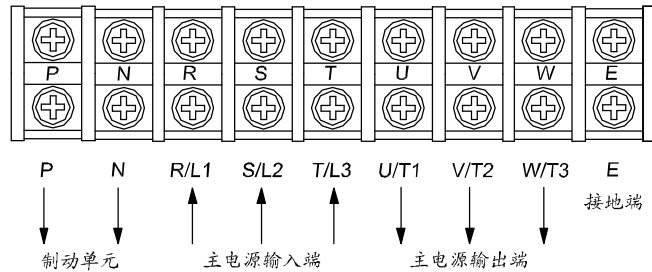 P N R S T U V W E
P N R/L1 S/L2 T/L3 U/T1 V/T2 W/T3 E
接地端
制动单元 主电源输入端 主电源输出端